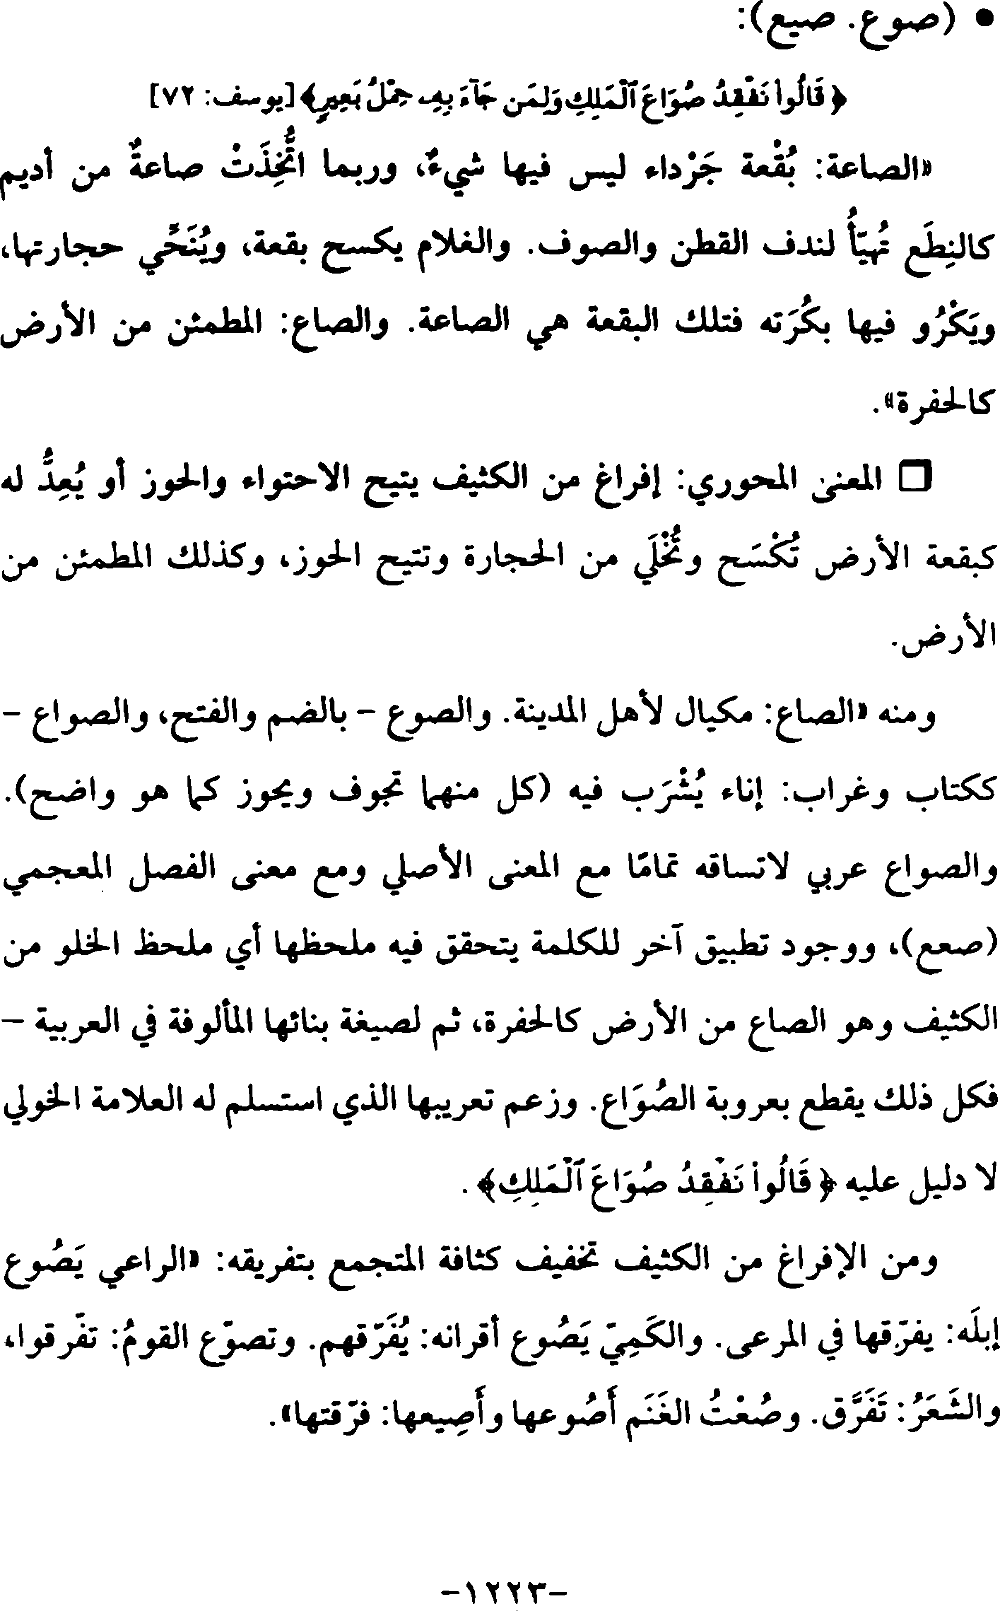 • (صوع. صيع):
﴿ قَالُواْ نَفْقِدُ صُوَاعَ ٱلْمَلِكِ وَلِمَن جَآءَ بِهِۦ حِمْلُ بَعِيرٍ ﴾ [يوسف: ٧٢]
«الصاعة: بُقْعة جَرْداء ليس فيها شيءٌ، وربما اتُّخِذَتْ صاعةٌ من أديم
كالنِطَع تُهيّأُ لندف القطن والصوف. والغلام يكسح بقعة، ويُنَحِّي حجارتها،
ويَكْرُو فيها بكُرَته فتلك البقعة هي الصاعة. والصاع: المطمئن من الأرض
كالحفرة».
□ المعنى المحوري: إفراغ من الكثيف يتيح الاحتواء والحوز أو يُعِدُّ له
كبقعة الأرض تُكْسَح وتُخْلَي من الحجارة وتتيح الحوز، وكذلك المطمئن من
الأرض.
ومنه «الصاع: مكيال لأهل المدينة. والصوع - بالضم والفتح، والصواع -
ككتاب وغراب: إناء يُشْرَب فيه (كل منهما تجوف ويحوز كما هو واضح).
والصواع عربي لاتساقه تمامًا مع المعنى الأصلي ومع معنى الفصل المعجمي
(صعع)، ووجود تطبيق آخر للكلمة يتحقق فيه ملحظها أي ملحظ الخلو من
الكثيف وهو الصاع من الأرض كالحفرة، ثم لصيغة بنائها المألوفة في العربية -
فكل ذلك يقطع بعروبة الصُوَاع. وزعم تعريبها الذي استسلم له العلامة الخولي
لا دليل عليه ﴿ قَالُواْ نَفْقِدُ صُوَاعَ ٱلْمَلِكِ ﴾.
ومن الإفراغ من الكثيف تخفيف كثافة المتجمع بتفريقه: «الراعي يَصُوع
إبلَه: يفرّقها في المرعى. والكَمِيّ يَصُوع أقرانه: يُفَرّقهم. وتصوّع القومُ: تفّرقوا،
والشَعَرُ: تَفَرَّق. وصُعْتُ الغَنَم أَصُوعها وأَصِيعها: فرّقتها».
-١٢٢٣-